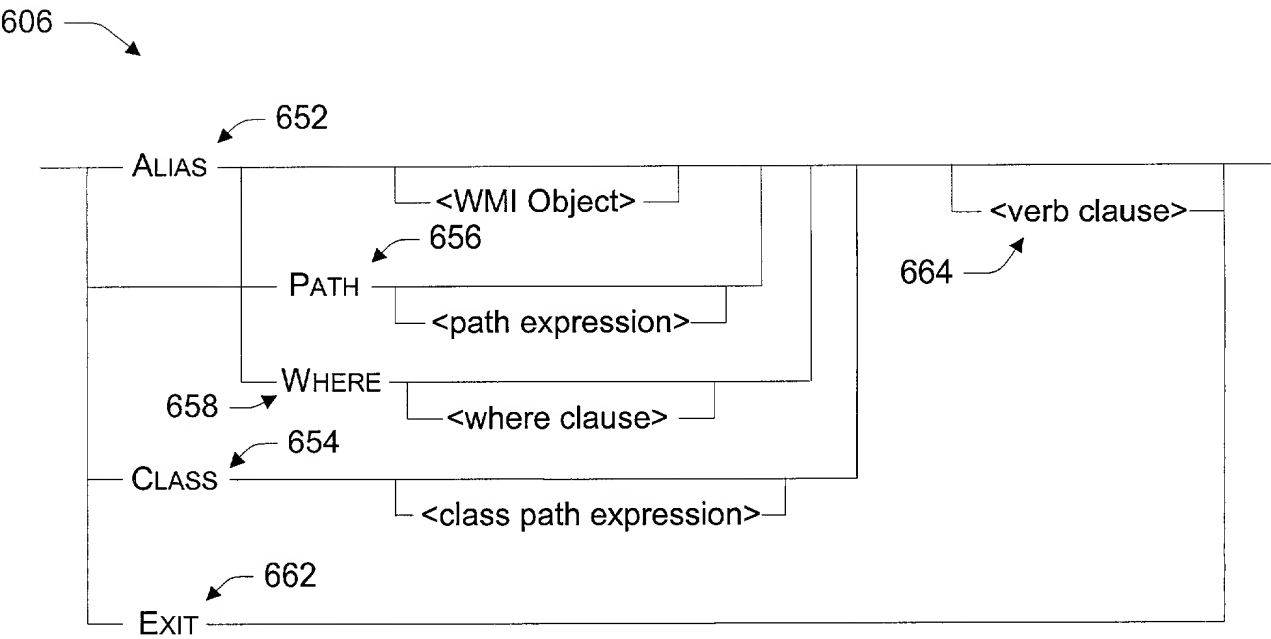 606
652
ALIAS
<WMI Object>
<verb clause>
656
664
PATH
<path expression>
WHERE
658
<where clause>
654
CLASS
<class path expression>
662
EXIT